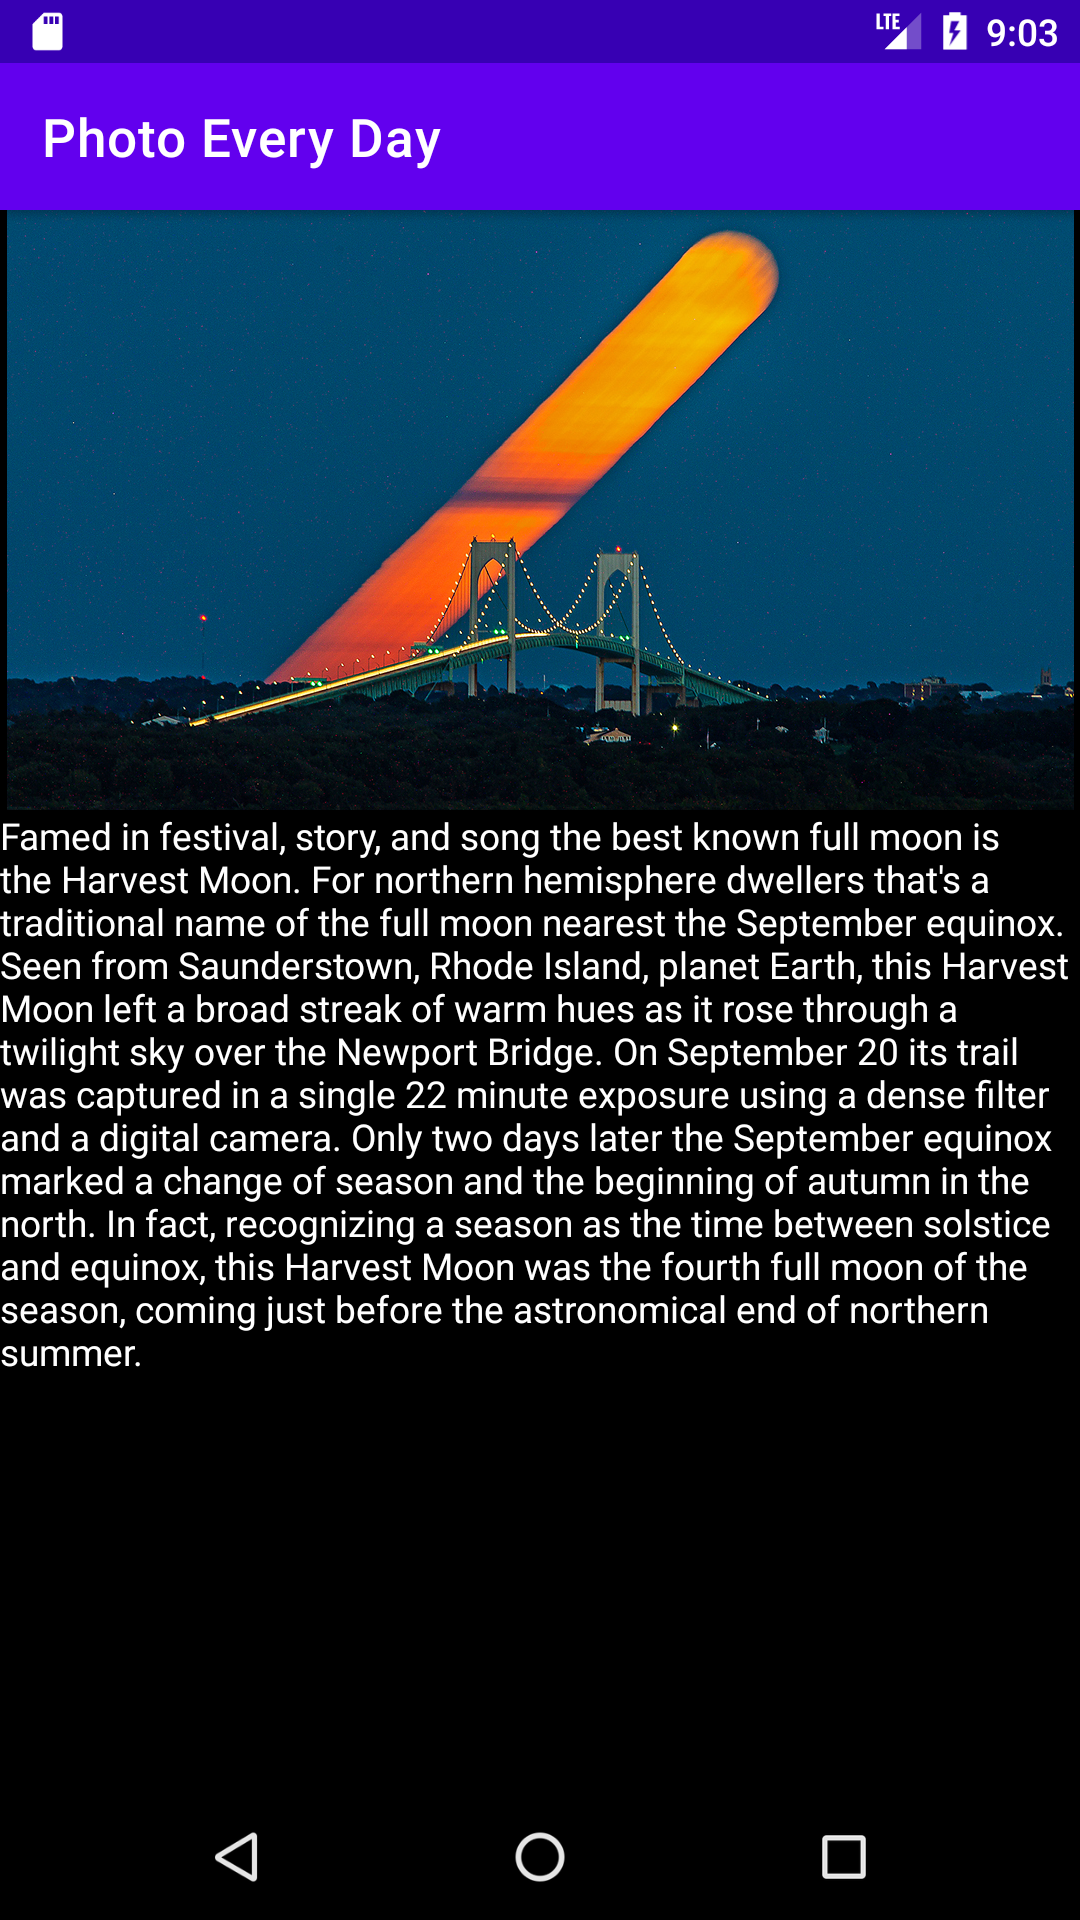 LTE 9:03
Photo Every Day
Famed in festival, story, and song the best known full moon is
the Harvest Moon. For northern hemisphere dwellers that's a
traditional name of the full moon nearest the September equinox.
Seen from Saunderstown, Rhode Island, planet Earth, this Harvest
Moon left a broad streak of warm hues as it rose through a
twilight sky over the Newport Bridge. On September 20 its trail
was captured in a single 22 minute exposure using a dense filter
and a digital camera. Only two days later the September equinox
marked a change of season and the beginning of autumn in the
north. In fact, recognizing a season as the time between solstice
and equinox, this Harvest Moon was the fourth full moon of the
season, coming just before the astronomical end of northern
summer.